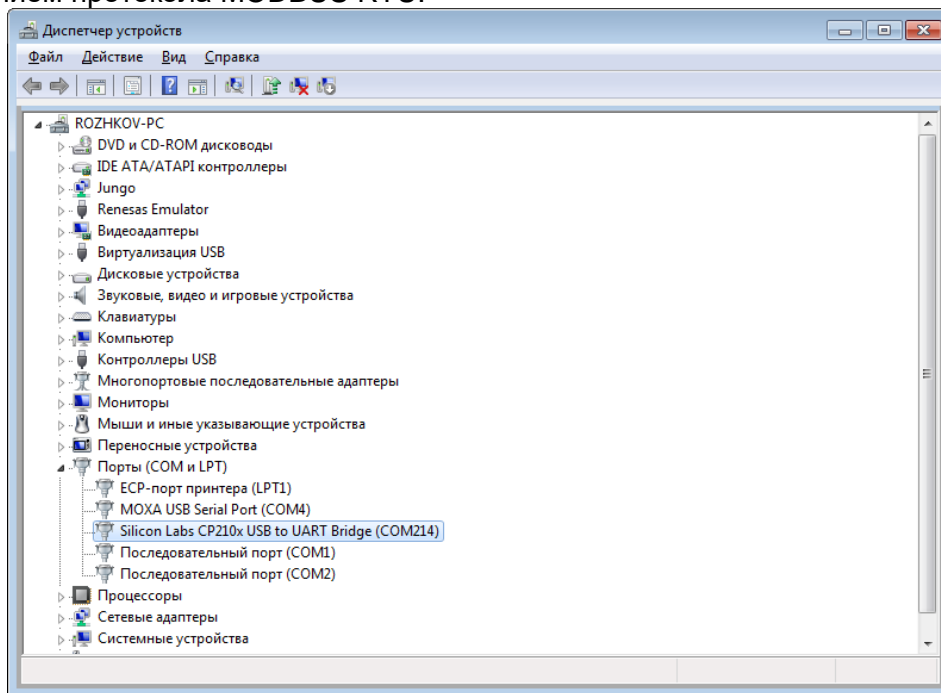 протокола MODBUS RTU.
Диспетчер устройств
Файл Действие Вид Справка
ROZHKOV-PC
DVD и CD-ROM дисководы
IDE ATA/ATAPI контроллеры
Jungo
Renesas Emulator
Видеоадаптеры
Виртуализация USB
Дисковые устройства
Звуковые, видео и игровые устройства
Клавиатуры
Компьютер
Контроллеры USB
Многопортовые последовательные адаптеры
Мониторы
Мыши и иные указывающие устройства
Переносные устройства
Порты (COM и LPT)
ECP-порт принтера (LPT1)
MOXA USB Serial Port (COM4)
Silicon Labs CP210x USB to UART Bridge (COM214)
Последовательный порт (COM1)
Последовательный порт (COM2)
Процессоры
Сетевые адаптеры
Системные устройства